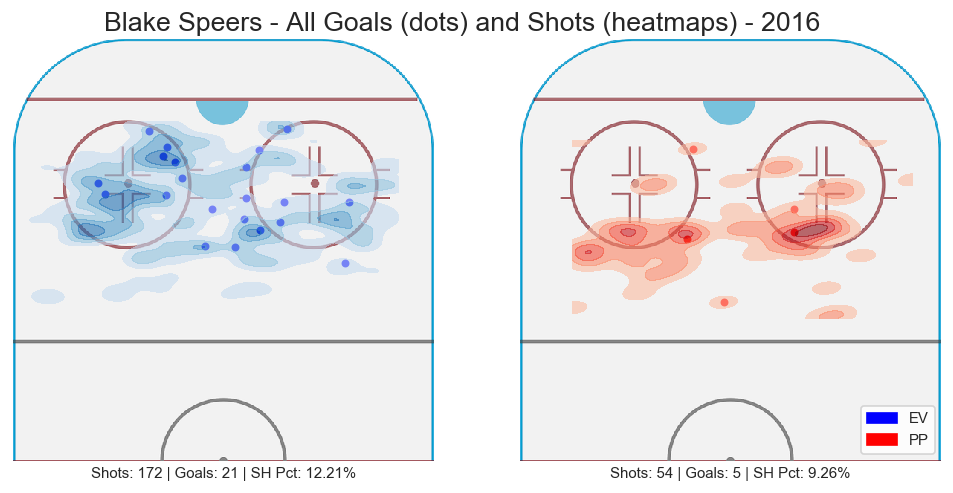 Blake Speers - All Goals (dots) and Shots (heatmaps) - 2016
EV
PP
Shots: 172 | Goals: 21 | SH Pct: 12.21%
Shots: 54 | Goals: 5 | SH Pct: 9.26%